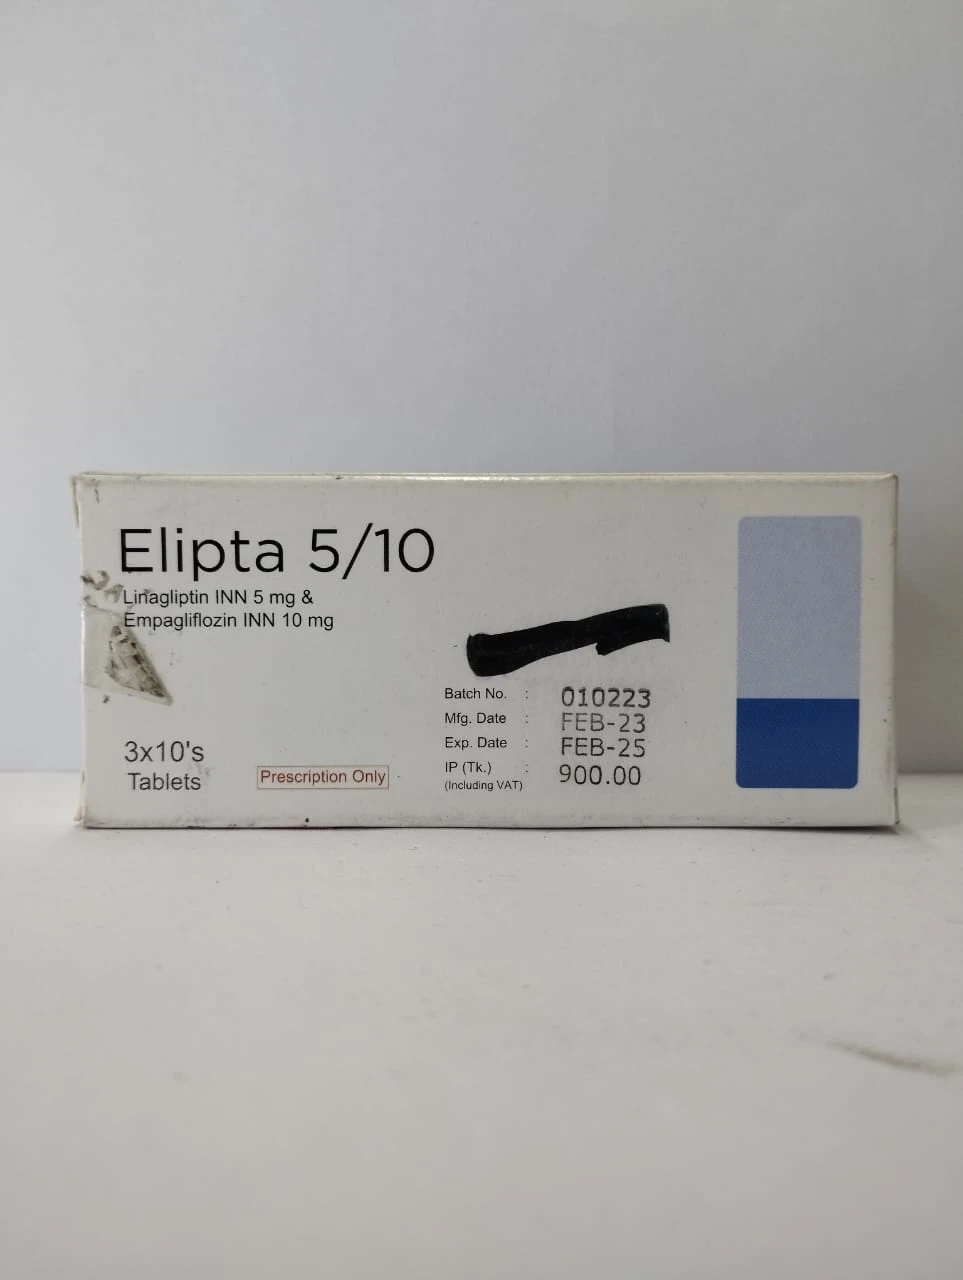 Elipta 5/10
Linagliptin INN 5 mg &
Empagliflozin INN 10 mg
3x10's
Tablets
Prescription Only
Batch No. : 010223
Mfg. Date : FEB-23
Exp. Date : FEB-25
IP (Tk.) : 900.00
(Including VAT)